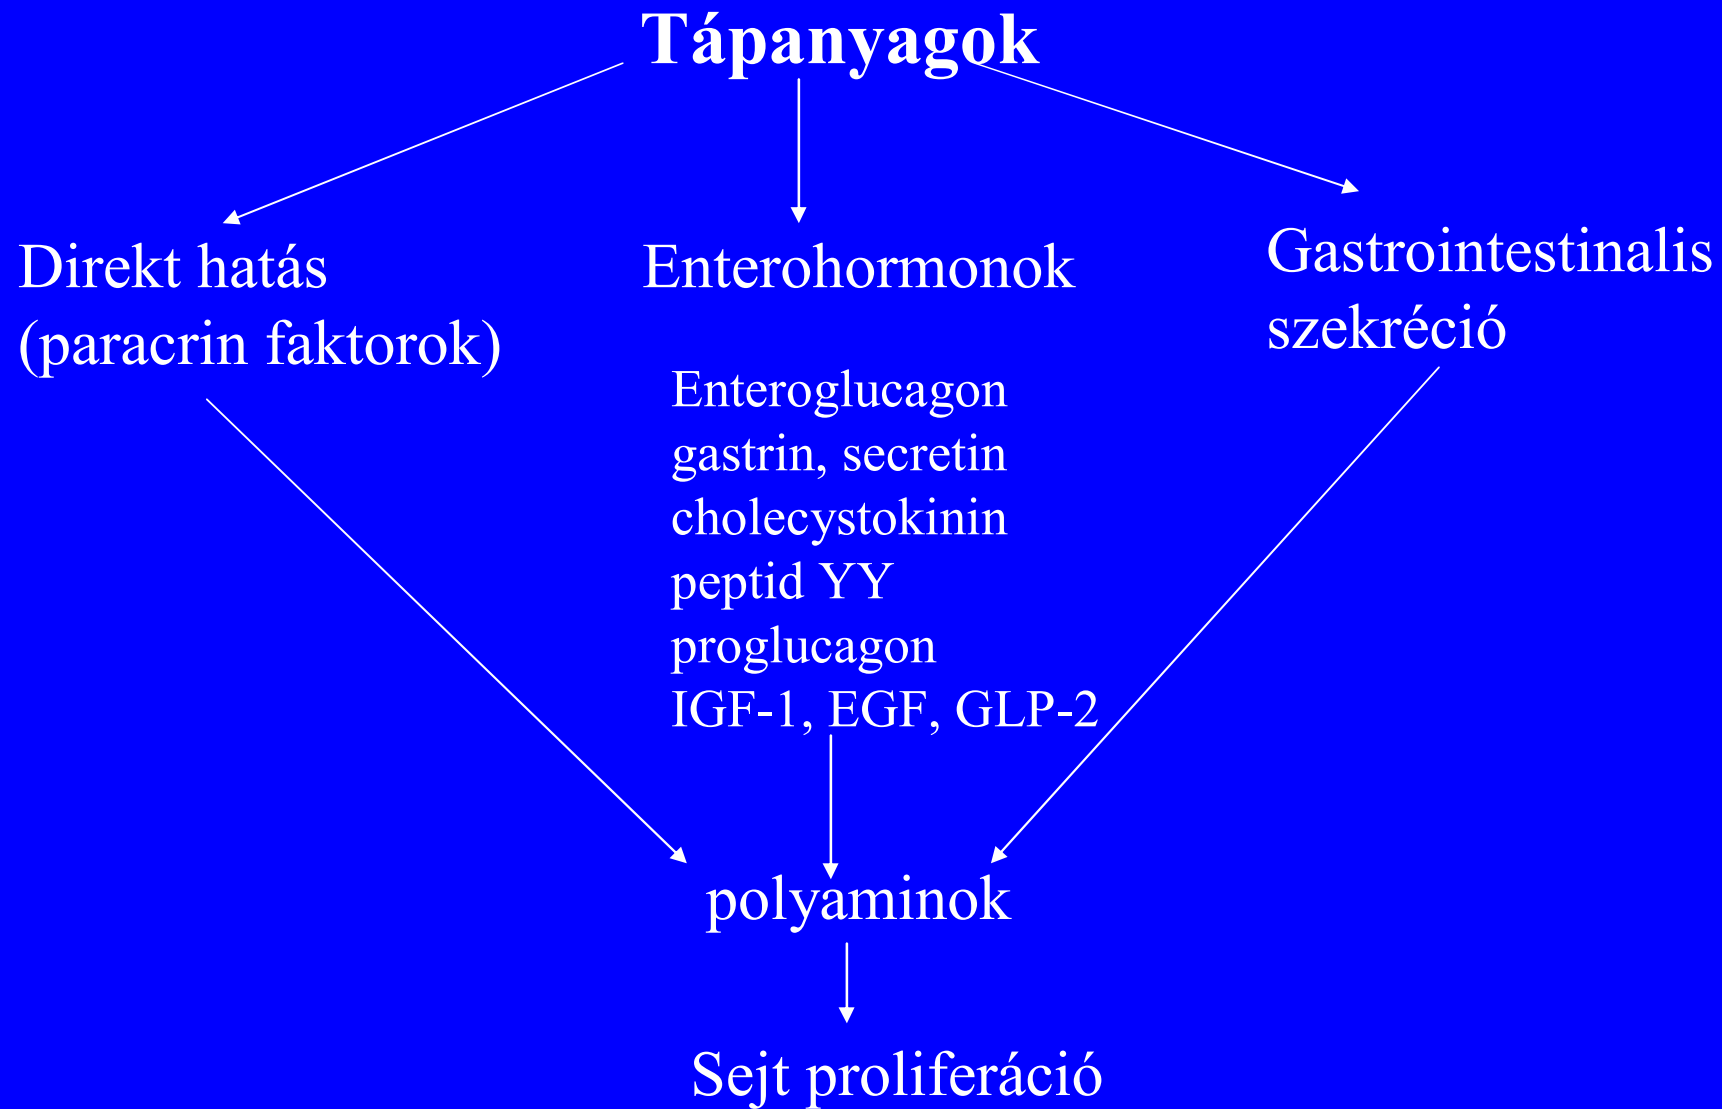 Tápanyagok
Direkt hatás
(paracrin faktorok)
Enterohormonok
Enteroglucagon
gastrin, secretin
cholecystokinin
peptid YY
proglucagon
IGF-1, EGF, GLP-2
Gastrointestinalis
szekréció
polyaminok
Sejt proliferáció